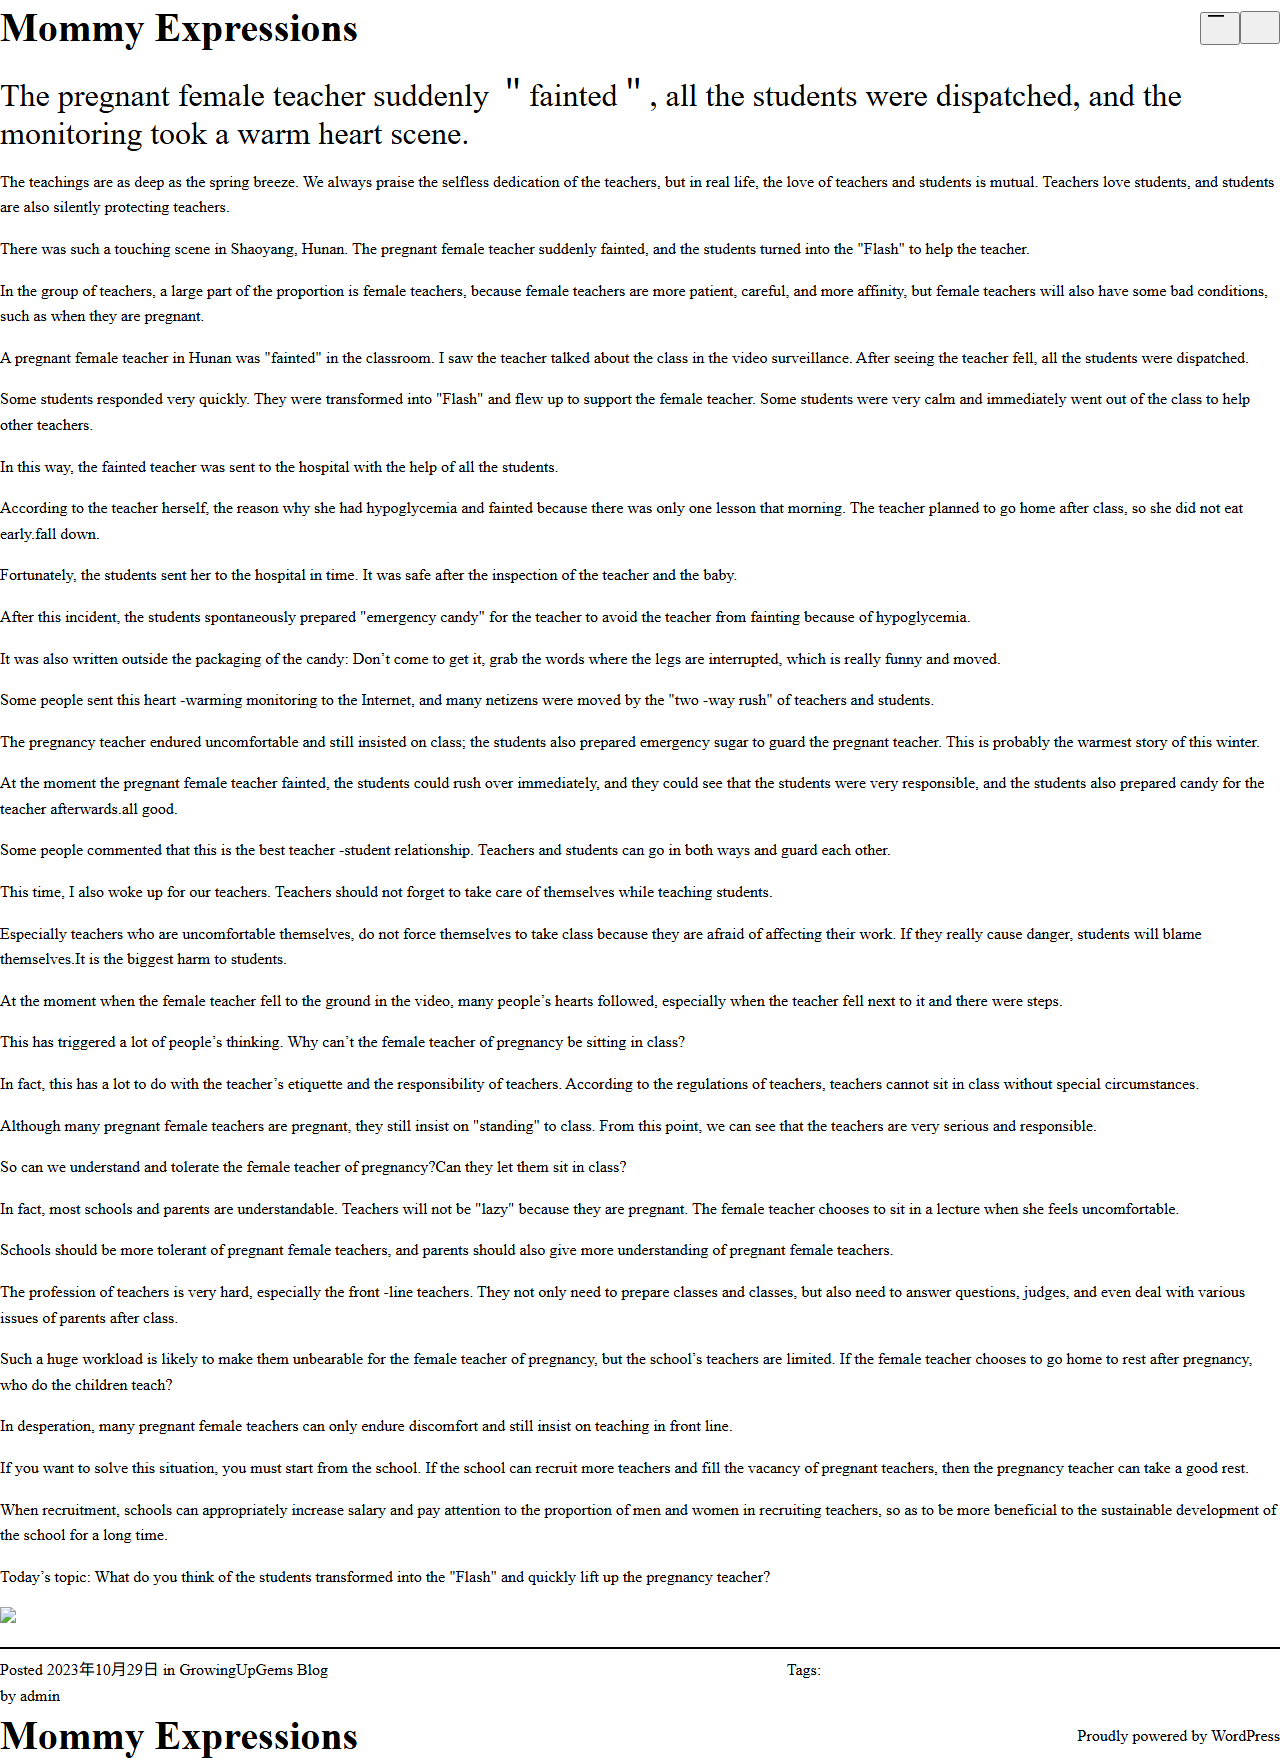 Mommy Expressions
The pregnant female teacher suddenly ＂fainted＂, all the students were dispatched, and the
monitoring took a warm heart scene.
The teachings are as deep as the spring breeze. We always praise the selfless dedication of the teachers, but in real life, the love of teachers and students is mutual. Teachers love students, and students
are also silently protecting teachers.
There was such a touching scene in Shaoyang, Hunan. The pregnant female teacher suddenly fainted, and the students turned into the "Flash" to help the teacher.
In the group of teachers, a large part of the proportion is female teachers, because female teachers are more patient, careful, and more affinity, but female teachers will also have some bad conditions,
such as when they are pregnant.
A pregnant female teacher in Hunan was "fainted" in the classroom. I saw the teacher talked about the class in the video surveillance. After seeing the teacher fell, all the students were dispatched.
Some students responded very quickly. They were transformed into "Flash" and flew up to support the female teacher. Some students were very calm and immediately went out of the class to help
other teachers.
In this way, the fainted teacher was sent to the hospital with the help of all the students.
According to the teacher herself, the reason why she had hypoglycemia and fainted because there was only one lesson that morning. The teacher planned to go home after class, so she did not eat
early.fall down.
Fortunately, the students sent her to the hospital in time. It was safe after the inspection of the teacher and the baby.
After this incident, the students spontaneously prepared "emergency candy" for the teacher to avoid the teacher from fainting because of hypoglycemia.
It was also written outside the packaging of the candy: Don’t come to get it, grab the words where the legs are interrupted, which is really funny and moved.
Some people sent this heart -warming monitoring to the Internet, and many netizens were moved by the "two -way rush" of teachers and students.
The pregnancy teacher endured uncomfortable and still insisted on class; the students also prepared emergency sugar to guard the pregnant teacher. This is probably the warmest story of this winter.
At the moment the pregnant female teacher fainted, the students could rush over immediately, and they could see that the students were very responsible, and the students also prepared candy for the
teacher afterwards.all good.
Some people commented that this is the best teacher -student relationship. Teachers and students can go in both ways and guard each other.
This time, I also woke up for our teachers. Teachers should not forget to take care of themselves while teaching students.
Especially teachers who are uncomfortable themselves, do not force themselves to take class because they are afraid of affecting their work. If they really cause danger, students will blame
themselves.It is the biggest harm to students.
At the moment when the female teacher fell to the ground in the video, many people’s hearts followed, especially when the teacher fell next to it and there were steps.
This has triggered a lot of people’s thinking. Why can’t the female teacher of pregnancy be sitting in class?
In fact, this has a lot to do with the teacher’s etiquette and the responsibility of teachers. According to the regulations of teachers, teachers cannot sit in class without special circumstances.
Although many pregnant female teachers are pregnant, they still insist on "standing" to class. From this point, we can see that the teachers are very serious and responsible.
So can we understand and tolerate the female teacher of pregnancy?Can they let them sit in class?
In fact, most schools and parents are understandable. Teachers will not be "lazy" because they are pregnant. The female teacher chooses to sit in a lecture when she feels uncomfortable.
Schools should be more tolerant of pregnant female teachers, and parents should also give more understanding of pregnant female teachers.
The profession of teachers is very hard, especially the front -line teachers. They not only need to prepare classes and classes, but also need to answer questions, judges, and even deal with various
issues of parents after class.
Such a huge workload is likely to make them unbearable for the female teacher of pregnancy, but the school’s teachers are limited. If the female teacher chooses to go home to rest after pregnancy,
who do the children teach?
In desperation, many pregnant female teachers can only endure discomfort and still insist on teaching in front line.
If you want to solve this situation, you must start from the school. If the school can recruit more teachers and fill the vacancy of pregnant teachers, then the pregnancy teacher can take a good rest.
When recruitment, schools can appropriately increase salary and pay attention to the proportion of men and women in recruiting teachers, so as to be more beneficial to the sustainable development of
the school for a long time.
Today’s topic: What do you think of the students transformed into the "Flash" and quickly lift up the pregnancy teacher?
Posted 2023年10月29日 in GrowingUpGems Blog
by admin
Tags:
Mommy Expressions
Proudly powered by WordPress